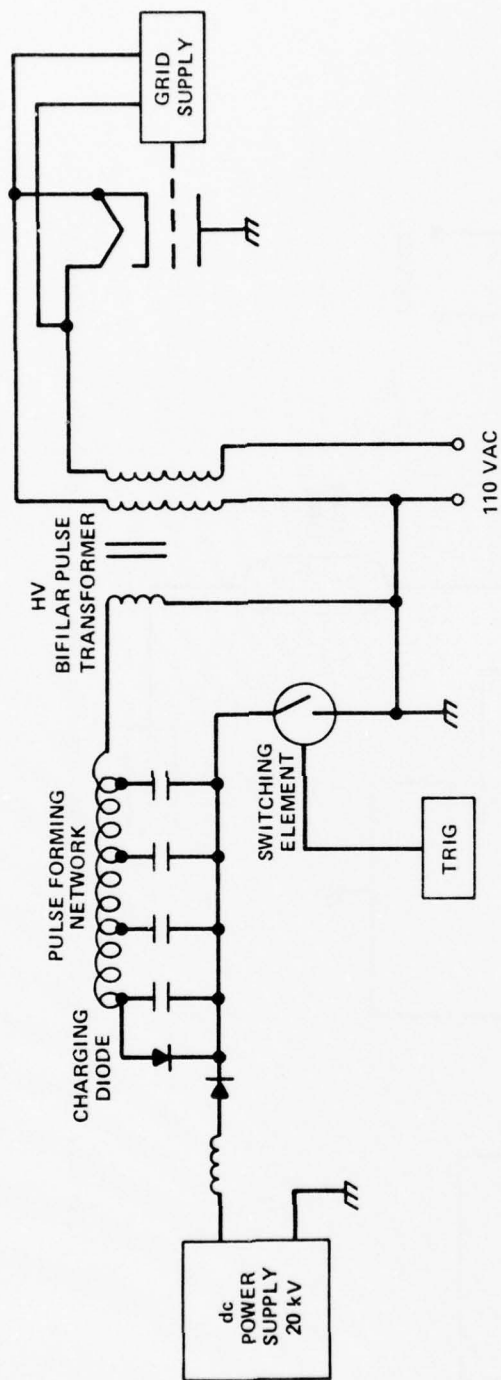 dc
POWER
SUPPLY
20 kV
CHARGING
DIODE
PULSE FORMING
NETWORK
HV
BIFILAR PULSE
TRANSFORMER
SWITCHING
ELEMENT
TRIG
110 VAC
GRID
SUPPLY